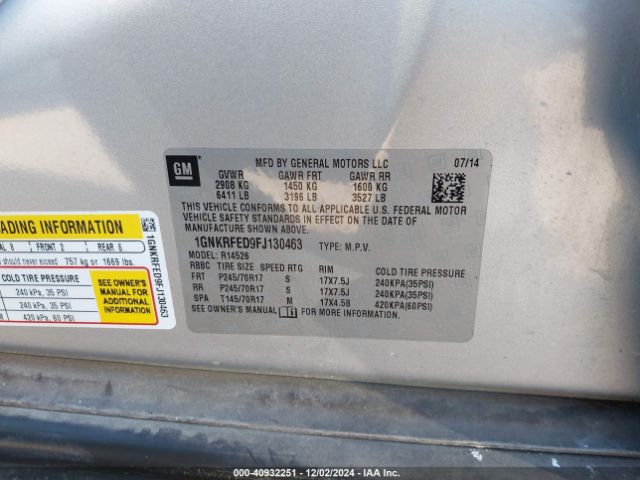 GM
MFD BY GENERAL MOTORS LLC 07/14
GVWR GAWR FRT GAWR RR
2908 KG 1450 KG 1600 KG
6411 LB 3196 LB 3527 LB
THIS VEHICLE CONFORMS TO ALL APPLICABLE U.S. FEDERAL MOTOR
VEHICLE SAFETY STANDARDS IN EFFECT ON THE DATE OF
MANUFACTURE SHOWN ABOVE.
1GNKRFED9FJ130463 TYPE: M.P.V.
MODEL: R14526
RBBC TIRE SIZE SPEED RTG RIM COLD TIRE PRESSURE
FRT P245/70R17 S 17X7.5J 240KPA(35PSI)
RR P245/70R17 S 17X7.5J 240KPA(35PSI)
SPA T145/70R17 M 17X4.5B 420KPA(60PSI)
SEE OWNER'S MANUAL FOR MORE INFORMATION.
ADING INFORMATION
AL 8 FRONT 2 REAR 6
should never exceed 757 kg or 1669 lbs.
COLD TIRE PRESSURE
240 kPa, 35 PSI
240 kPa, 35 PSI
420 kPa, 60 PSI
SEE OWNER'S
MANUAL FOR
ADDITIONAL
INFORMATION
1GNKRFED9FJ130463
000-40932251 - 12/02/2024 - IAA Inc.